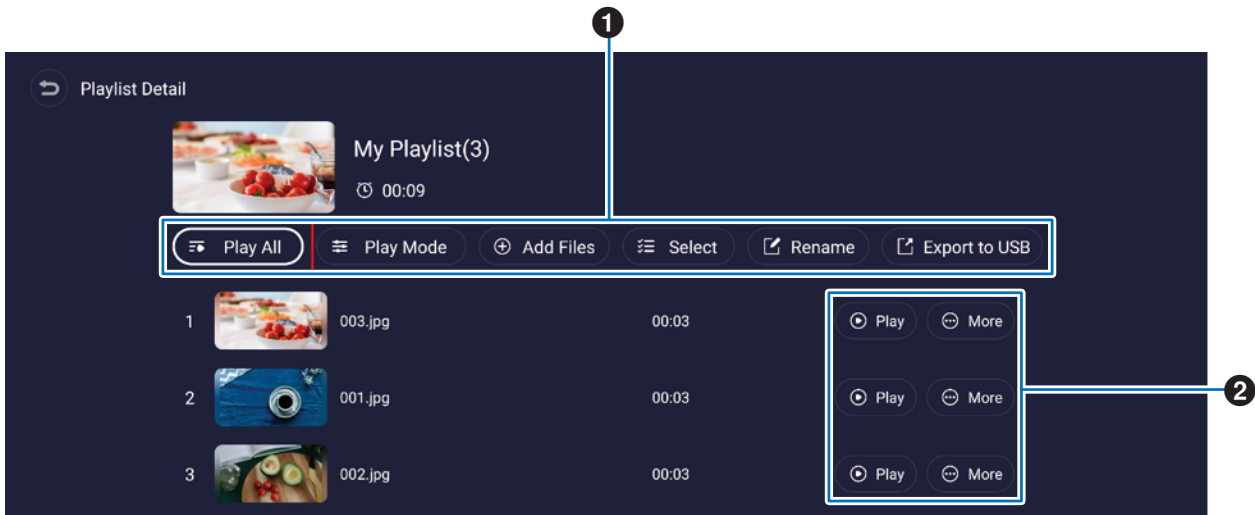 1
Playlist Detail
My Playlist(3)
00:09
Play All Play Mode Add Files Select Rename Export to USB
1 003.jpg 00:03 Play More
2 001.jpg 00:03 Play More
2
3 002.jpg 00:03 Play More